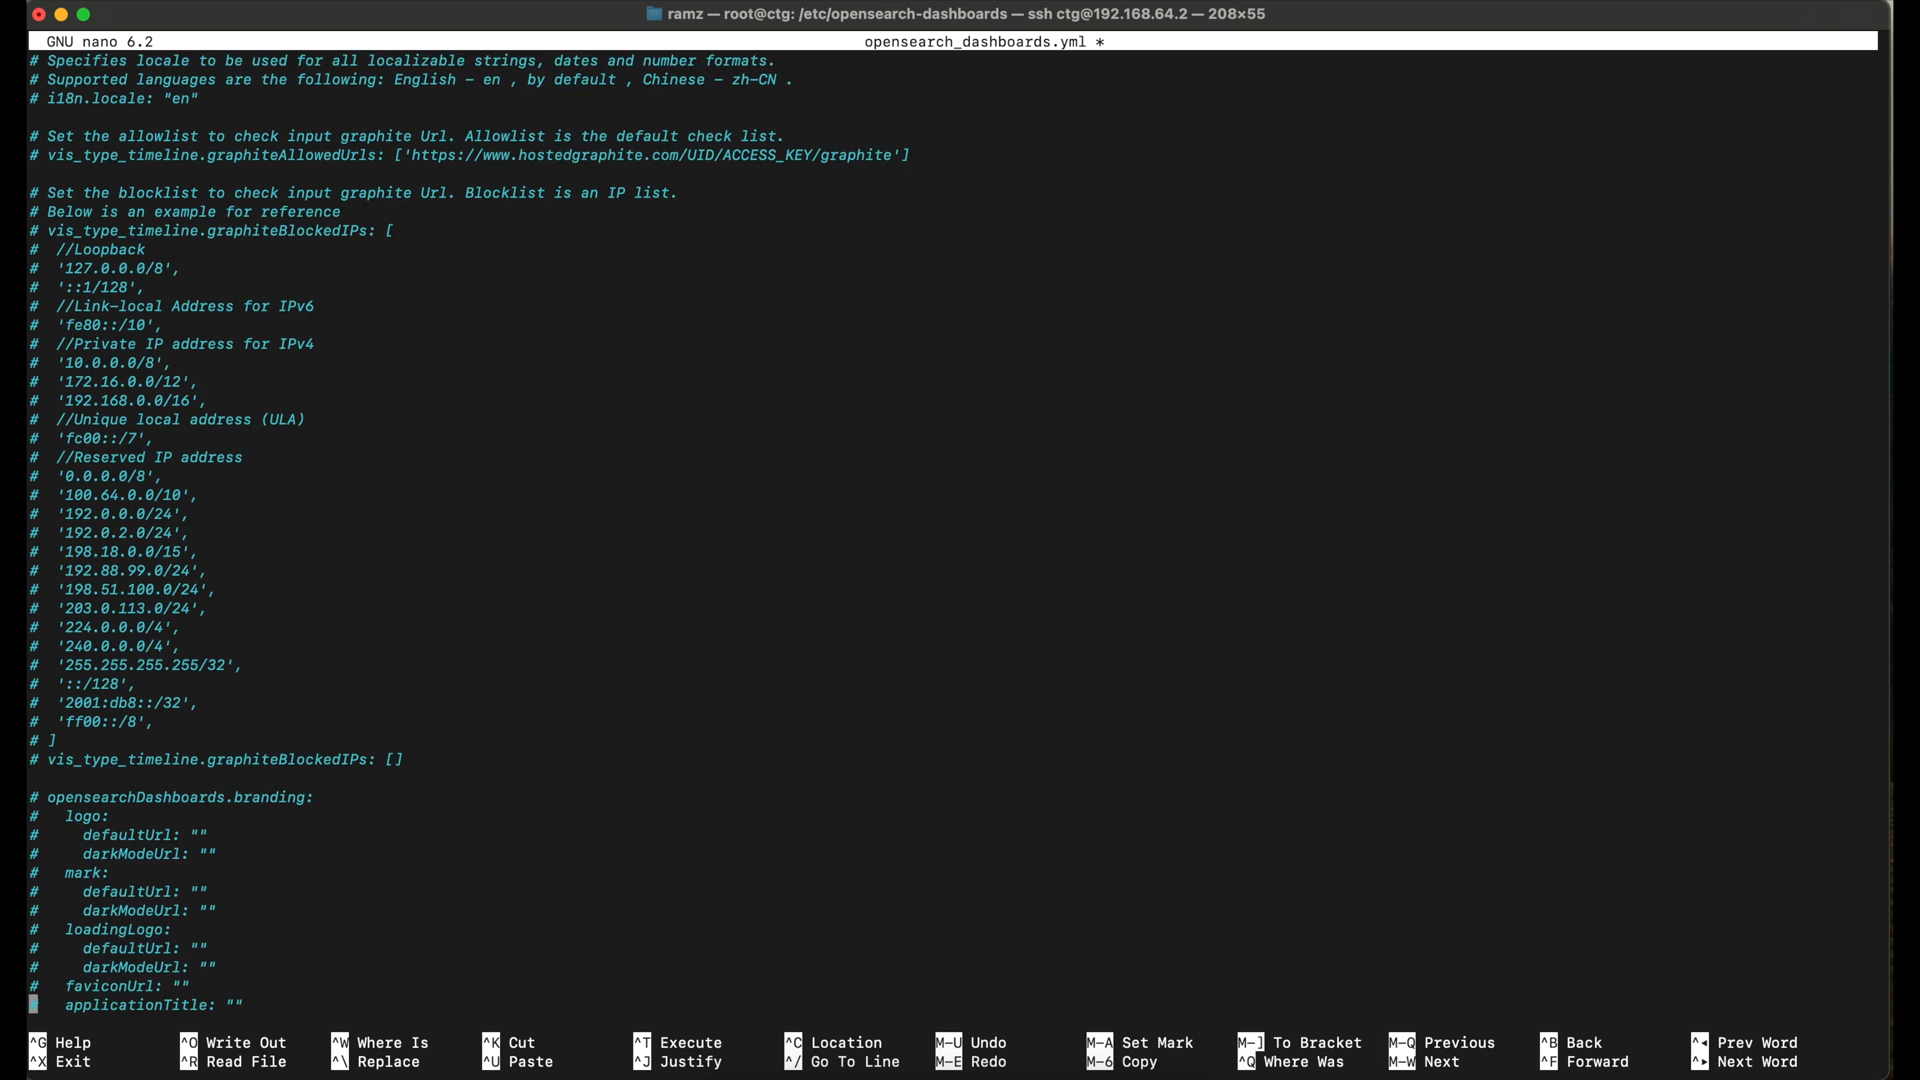 ramz — root@ctg: /etc/opensearch-dashboards — ssh ctg@192.168.64.2 — 208×55
GNU nano 6.2 opensearch_dashboards.yml *
# Specifies locale to be used for all localizable strings, dates and number formats.
# Supported languages are the following: English - en , by default , Chinese - zh-CN .
# i18n.locale: "en"
# Set the allowlist to check input graphite Url. Allowlist is the default check list.
# vis_type_timeline.graphiteAllowedUrls: ['https://www.hostedgraphite.com/UID/ACCESS_KEY/graphite']
# Set the blocklist to check input graphite Url. Blocklist is an IP list.
# Below is an example for reference
# vis_type_timeline.graphiteBlockedIPs: [
#  //Loopback
#  '127.0.0.0/8',
#  '::1/128',
#  //Link-local Address for IPv6
#  'fe80::/10',
#  //Private IP address for IPv4
#  '10.0.0.0/8',
#  '172.16.0.0/12',
#  '192.168.0.0/16',
#  //Unique local address (ULA)
#  'fc00::/7',
#  //Reserved IP address
#  '0.0.0.0/8',
#  '100.64.0.0/10',
#  '192.0.0.0/24',
#  '192.0.2.0/24',
#  '198.18.0.0/15',
#  '192.88.99.0/24',
#  '198.51.100.0/24',
#  '203.0.113.0/24',
#  '224.0.0.0/4',
#  '240.0.0.0/4',
#  '255.255.255.255/32',
#  '::/128',
#  '2001:db8::/32',
#  'ff00::/8',
# ]
# vis_type_timeline.graphiteBlockedIPs: []
# opensearchDashboards.branding:
#   logo:
#     defaultUrl: ""
#     darkModeUrl: ""
#   mark:
#     defaultUrl: ""
#     darkModeUrl: ""
#   loadingLogo:
#     defaultUrl: ""
#     darkModeUrl: ""
#   faviconUrl: ""
#   applicationTitle: ""
^G Help ^O Write Out ^W Where Is ^K Cut ^T Execute ^C Location M-U Undo M-A Set Mark M-] To Bracket M-Q Previous ^B Back ^◂ Prev Word
^X Exit ^R Read File ^\ Replace ^U Paste ^J Justify ^/ Go To Line M-E Redo M-6 Copy ^Q Where Was M-W Next ^F Forward ^▸ Next Word